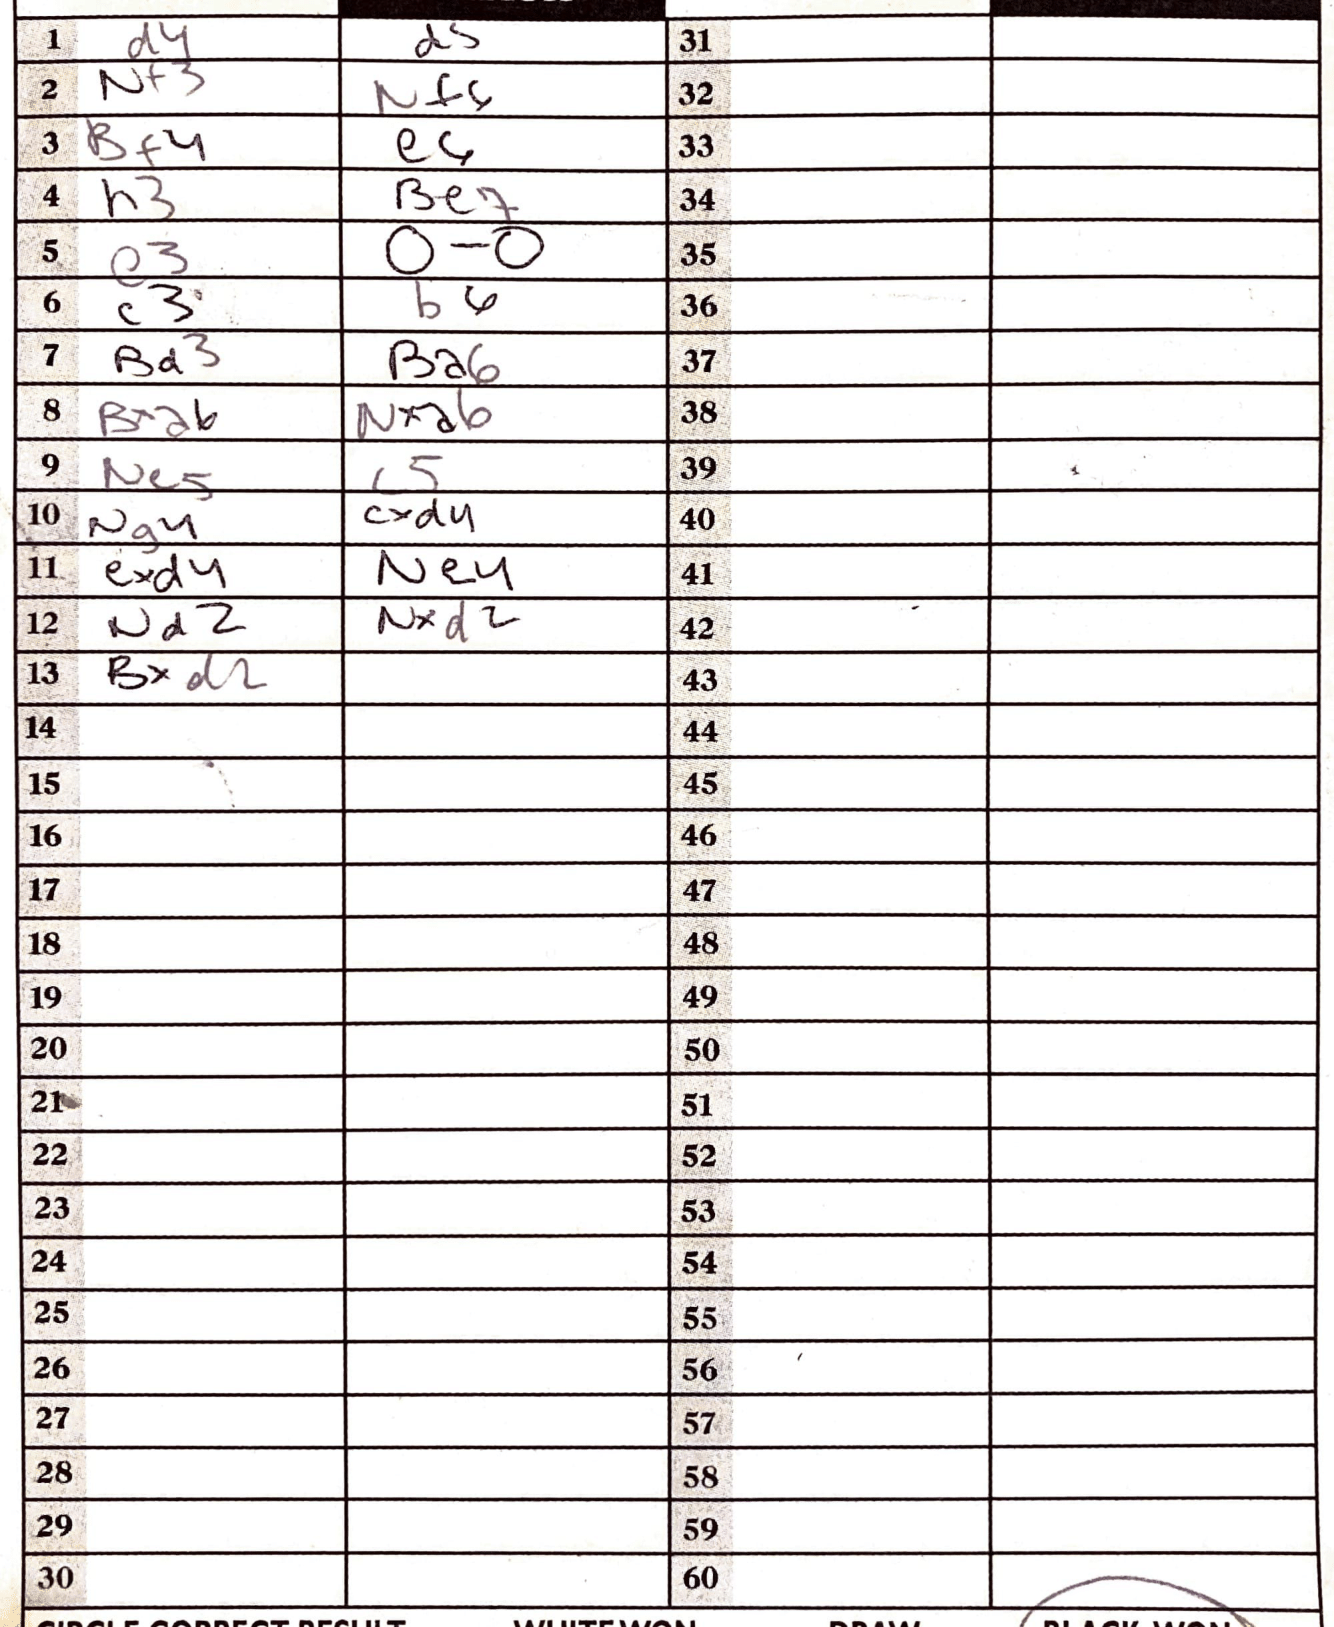 1 d4 d5 31
2 Nf3 Nf6 32
3 Bf4 e6 33
4 h3 Be7 34
5 e3 O-O 35
6 c3 b6 36
7 Bd3 Ba6 37
8 Bxa6 Nxa6 38
9 Ne5 c5 39
10 Ng4 cxd4 40
11 exd4 Ne4 41
12 Nd2 Nxd2 42
13 Bxd2 43
14 44
15 45
16 46
17 47
18 48
19 49
20 50
21 51
22 52
23 53
24 54
25 55
26 56
27 57
28 58
29 59
30 60
CIRCLE CORRECT RESULT WHITE WON DRAW BLACK WON